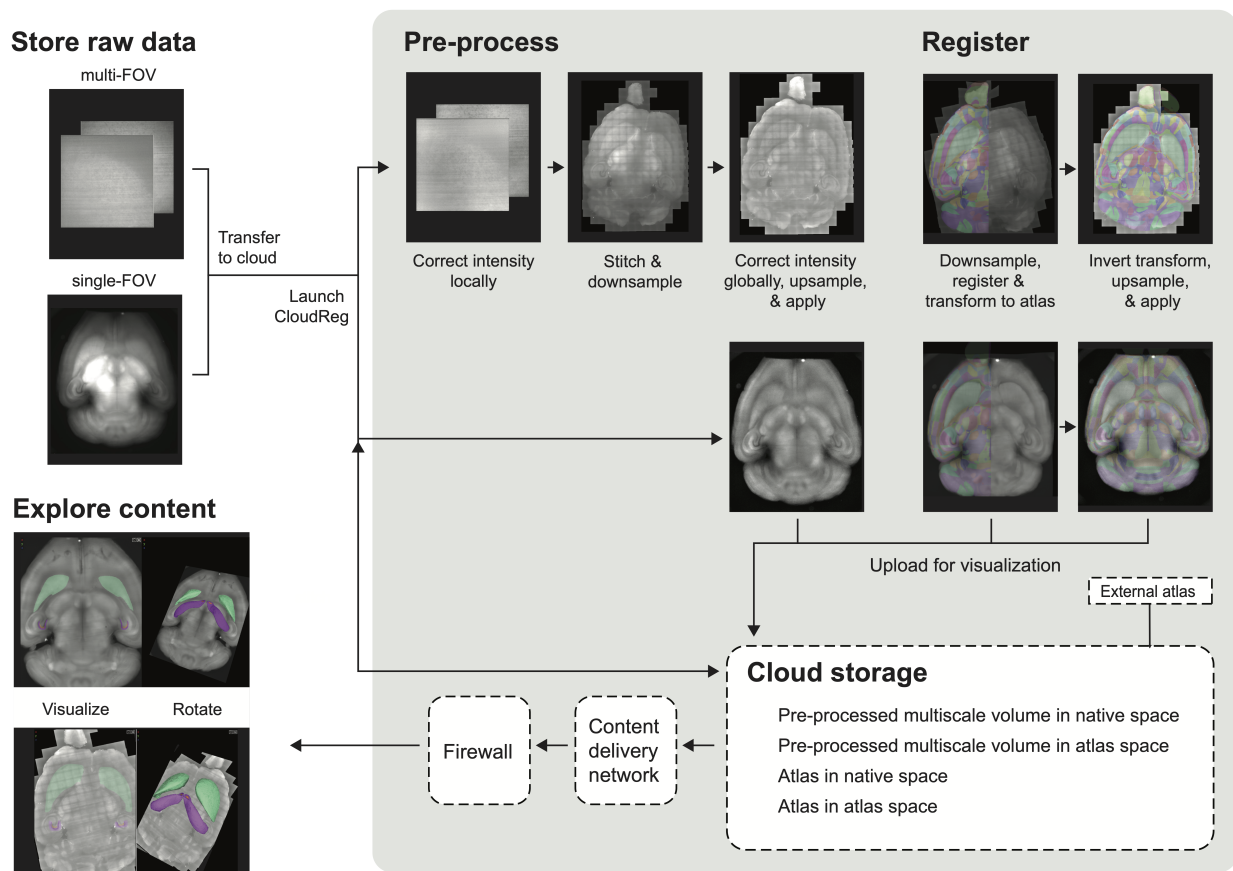 Store raw data
multi-FOV
single-FOV
Transfer
to cloud
Launch
CloudReg
Pre-process
Correct intensity
locally
Stitch &
downsample
Correct intensity
globally, upsample,
& apply
Register
Downsample,
register &
transform to atlas
Invert transform,
upsample,
& apply
Upload for visualization
External atlas
Cloud storage
Pre-processed multiscale volume in native space
Pre-processed multiscale volume in atlas space
Atlas in native space
Atlas in atlas space
Content
delivery
network
Firewall
Explore content
Visualize
Rotate